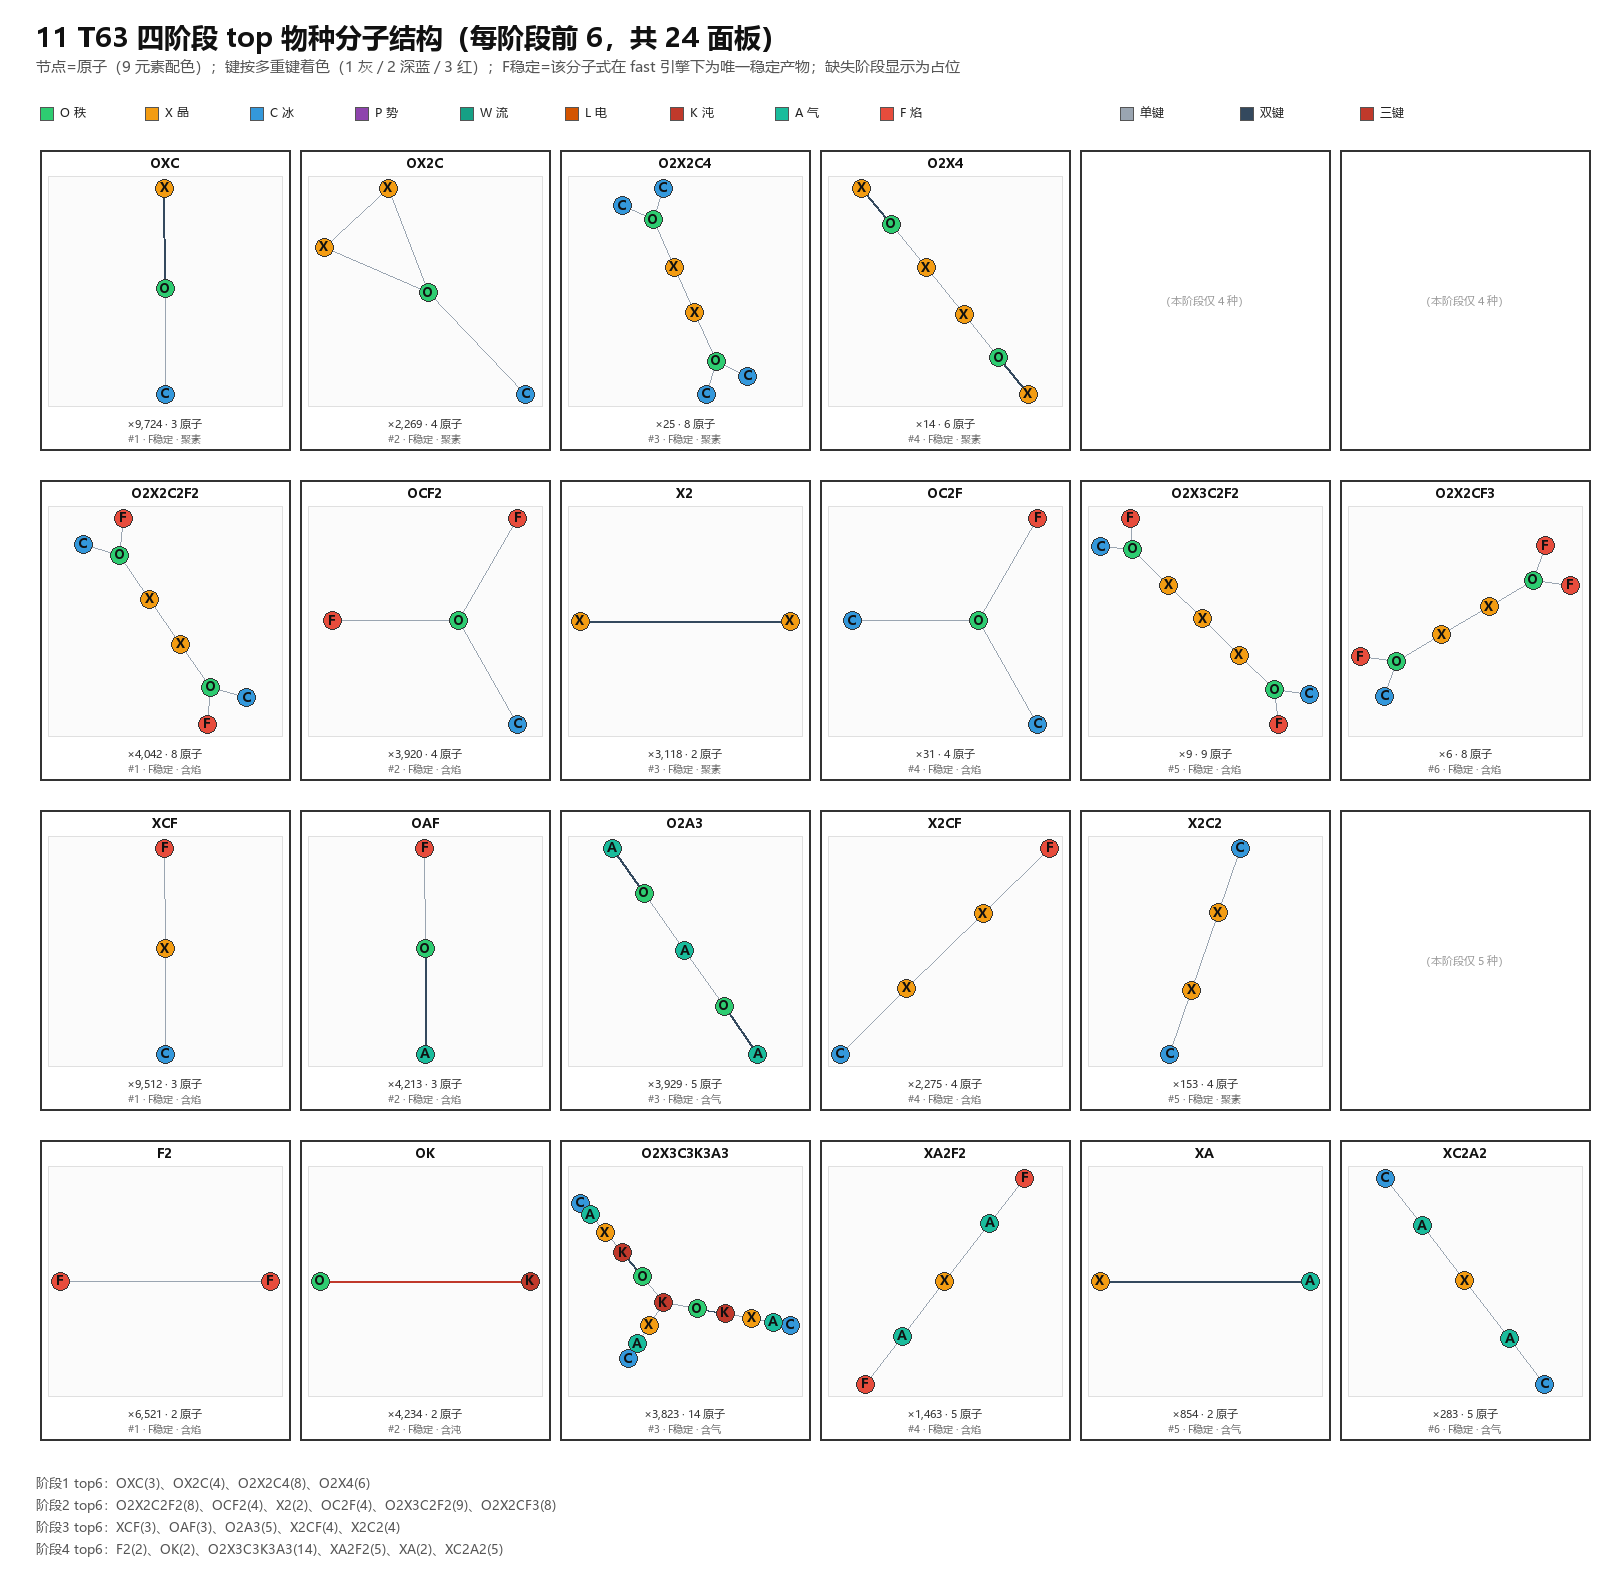 11 T63 四阶段 top 物种分子结构（每阶段前 6，共 24 面板）
节点=原子（9 元素配色）；键按多重键着色（1 灰 / 2 深蓝 / 3 红）；F稳定=该分子式在 fast 引擎下为唯一稳定产物；缺失阶段显示为占位
O 秩 X 晶 C 冰 P 势 W 流 L 电 K 沌 A 气 F 焰 单键 双键 三键
OXC
X
O
C
×9,724 · 3 原子
#1 · F稳定 · 聚素
OX2C
X
X
O
C
×2,269 · 4 原子
#2 · F稳定 · 聚素
O2X2C4
C
C
O
X
X
O
C
C
×25 · 8 原子
#3 · F稳定 · 聚素
O2X4
X
O
X
X
O
X
×14 · 6 原子
#4 · F稳定 · 聚素
（本阶段仅 4 种）
（本阶段仅 4 种）
O2X2C2F2
F
C
O
X
X
O
C
F
×4,042 · 8 原子
#1 · F稳定 · 含焰
OCF2
F
F
O
C
×3,920 · 4 原子
#2 · F稳定 · 含焰
X2
X X
×3,118 · 2 原子
#3 · F稳定 · 聚素
OC2F
F
C
O
C
×31 · 4 原子
#4 · F稳定 · 含焰
O2X3C2F2
F
C
O
X
X
X
O
C
F
×9 · 9 原子
#5 · F稳定 · 含焰
O2X2CF3
F
O
F
X
X
F
O
C
×6 · 8 原子
#6 · F稳定 · 含焰
XCF
F
X
C
×9,512 · 3 原子
#1 · F稳定 · 含焰
OAF
F
O
A
×4,213 · 3 原子
#2 · F稳定 · 含焰
O2A3
A
O
A
O
A
×3,929 · 5 原子
#3 · F稳定 · 含气
X2CF
F
X
X
C
×2,275 · 4 原子
#4 · F稳定 · 含焰
X2C2
C
X
X
C
×153 · 4 原子
#5 · F稳定 · 聚素
（本阶段仅 5 种）
F2
F F
×6,521 · 2 原子
#1 · F稳定 · 含焰
OK
O K
×4,234 · 2 原子
#2 · F稳定 · 含沌
O2X3C3K3A3
C
A
X
K
O
K
O
K
X
A
C
X
A
C
×3,823 · 14 原子
#3 · F稳定 · 含气
XA2F2
F
A
X
A
F
×1,463 · 5 原子
#4 · F稳定 · 含焰
XA
X A
×854 · 2 原子
#5 · F稳定 · 含气
XC2A2
C
A
X
A
C
×283 · 5 原子
#6 · F稳定 · 含气
阶段1 top6：OXC(3)、OX2C(4)、O2X2C4(8)、O2X4(6)
阶段2 top6：O2X2C2F2(8)、OCF2(4)、X2(2)、OC2F(4)、O2X3C2F2(9)、O2X2CF3(8)
阶段3 top6：XCF(3)、OAF(3)、O2A3(5)、X2CF(4)、X2C2(4)
阶段4 top6：F2(2)、OK(2)、O2X3C3K3A3(14)、XA2F2(5)、XA(2)、XC2A2(5)